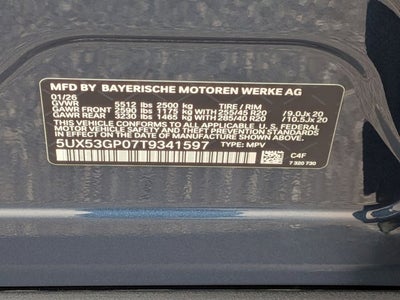 MFD BY BAYERISCHE MOTOREN WERKE AG
01/26
GVWR 5512 lbs 2500 kg TIRE / RIM
GAWR FRONT 2590 lbs 1175 kg WITH 255/45 R20 / 9.0Jx 20
GAWR REAR 3230 lbs 1465 kg WITH 285/40 R20 / 10.5Jx 20
THIS VEHICLE CONFORMS TO ALL APPLICABLE U.S. FEDERAL
MOTOR VEHICLE SAFETY AND THEFT PREVENTION STANDARDS IN
EFFECT ON THE DATE OF MANUFACTURE SHOWN ABOVE.
5UX53GP07T9341597 TYPE: MPV
C4F
7 320 730